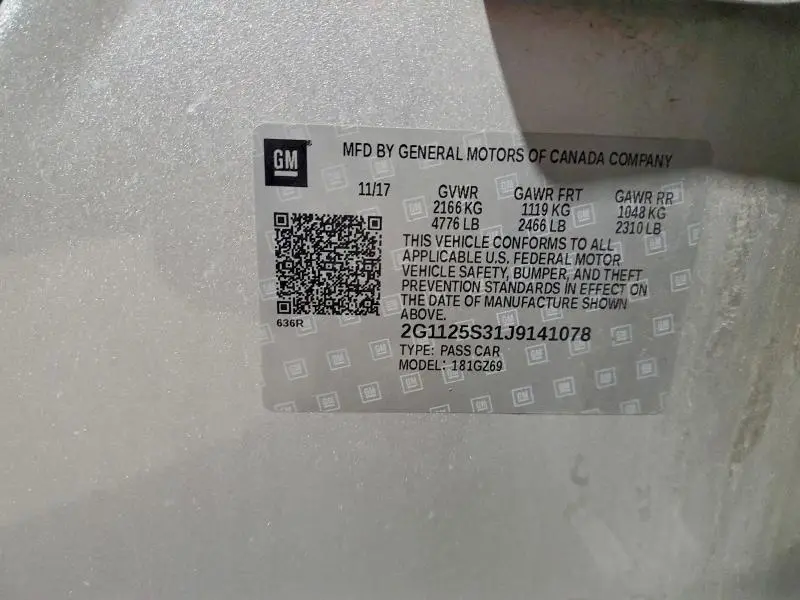 GM
MFD BY GENERAL MOTORS OF CANADA COMPANY
11/17 GVWR GAWR FRT GAWR RR
2166 KG 1119 KG 1048 KG
4776 LB 2466 LB 2310 LB
THIS VEHICLE CONFORMS TO ALL
APPLICABLE U.S. FEDERAL MOTOR
VEHICLE SAFETY, BUMPER, AND THEFT
PREVENTION STANDARDS IN EFFECT ON
THE DATE OF MANUFACTURE SHOWN
ABOVE.
636R
2G1125S31J9141078
TYPE: PASS CAR
MODEL: 181GZ69